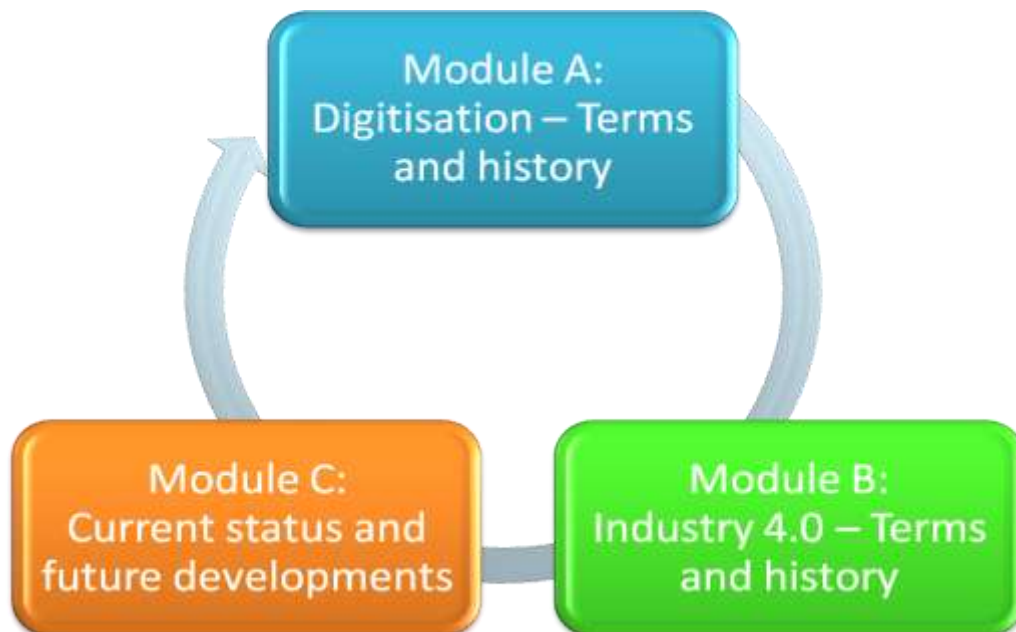 Module A:
Digitisation – Terms
and history
Module B:
Industry 4.0 – Terms
and history
Module C:
Current status and
future developments